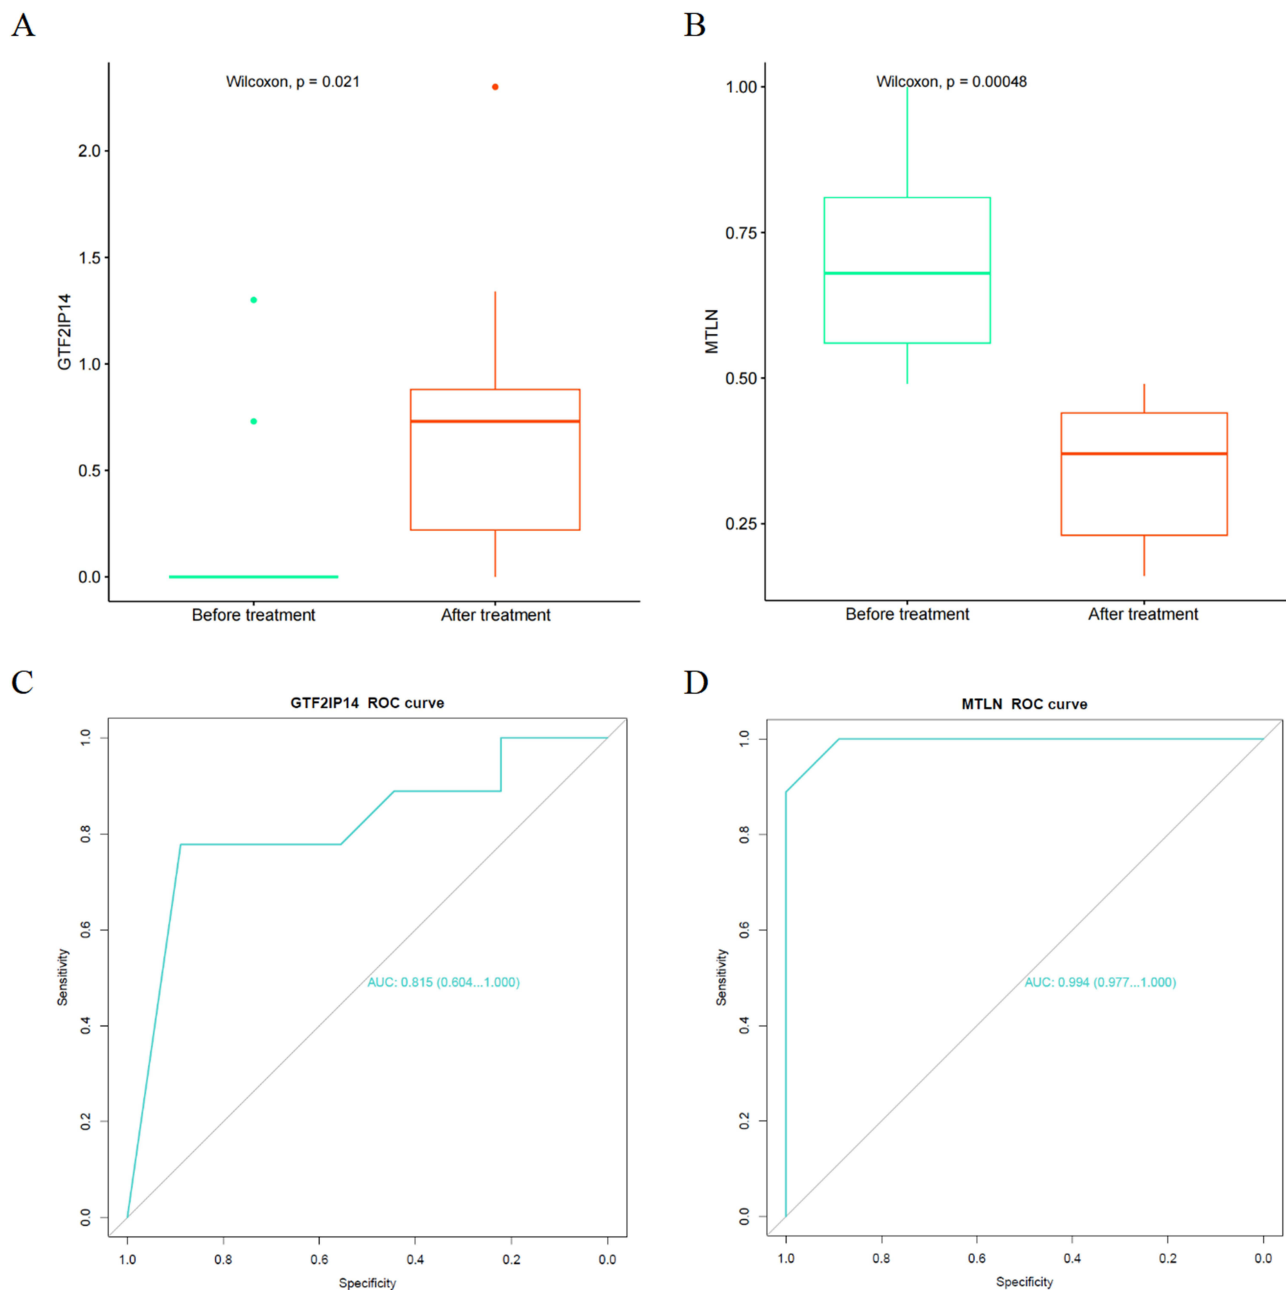 A
Wilcoxon, p = 0.021
GTF2IP14
2.0
1.5
1.0
0.5
0.0
Before treatment
After treatment
B
Wilcoxon, p = 0.00048
MTLN
1.00
0.75
0.50
0.25
Before treatment
After treatment
C
GTF2IP14 ROC curve
Sensitivity
1.0
0.8
0.6
0.4
0.2
0.0
AUC: 0.815 (0.604...1.000)
1.0 0.8 0.6 0.4 0.2 0.0
Specificity
D
MTLN ROC curve
Sensitivity
1.0
0.8
0.6
0.4
0.2
0.0
AUC: 0.994 (0.977...1.000)
1.0 0.8 0.6 0.4 0.2 0.0
Specificity